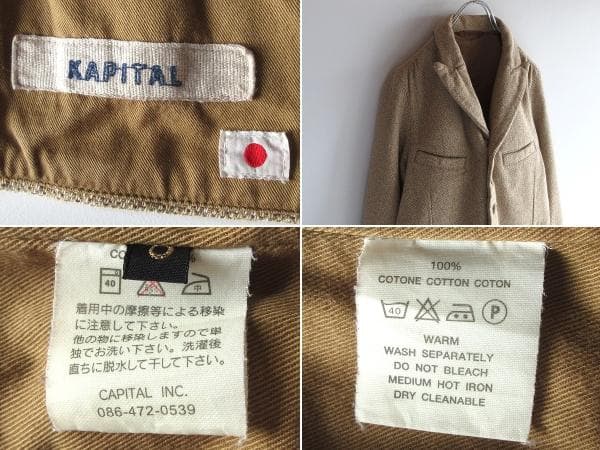 KAPITAL
40
中
着用中の摩擦等による移染
に注意して下さい。
他の物に移染しますので単
独でお洗い下さい。洗濯後
直ちに脱水して干して下さい。
CAPITAL INC.
086-472-0539
100%
COTONE COTTON COTON
40 P
WARM
WASH SEPARATELY
DO NOT BLEACH
MEDIUM HOT IRON
DRY CLEANABLE